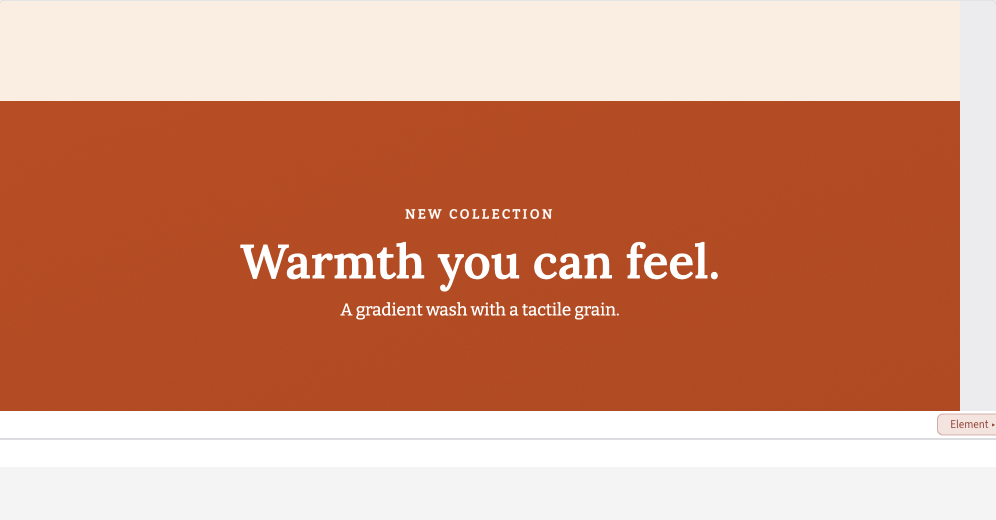 NEW COLLECTION
Warmth you can feel.
A gradient wash with a tactile grain.
Element